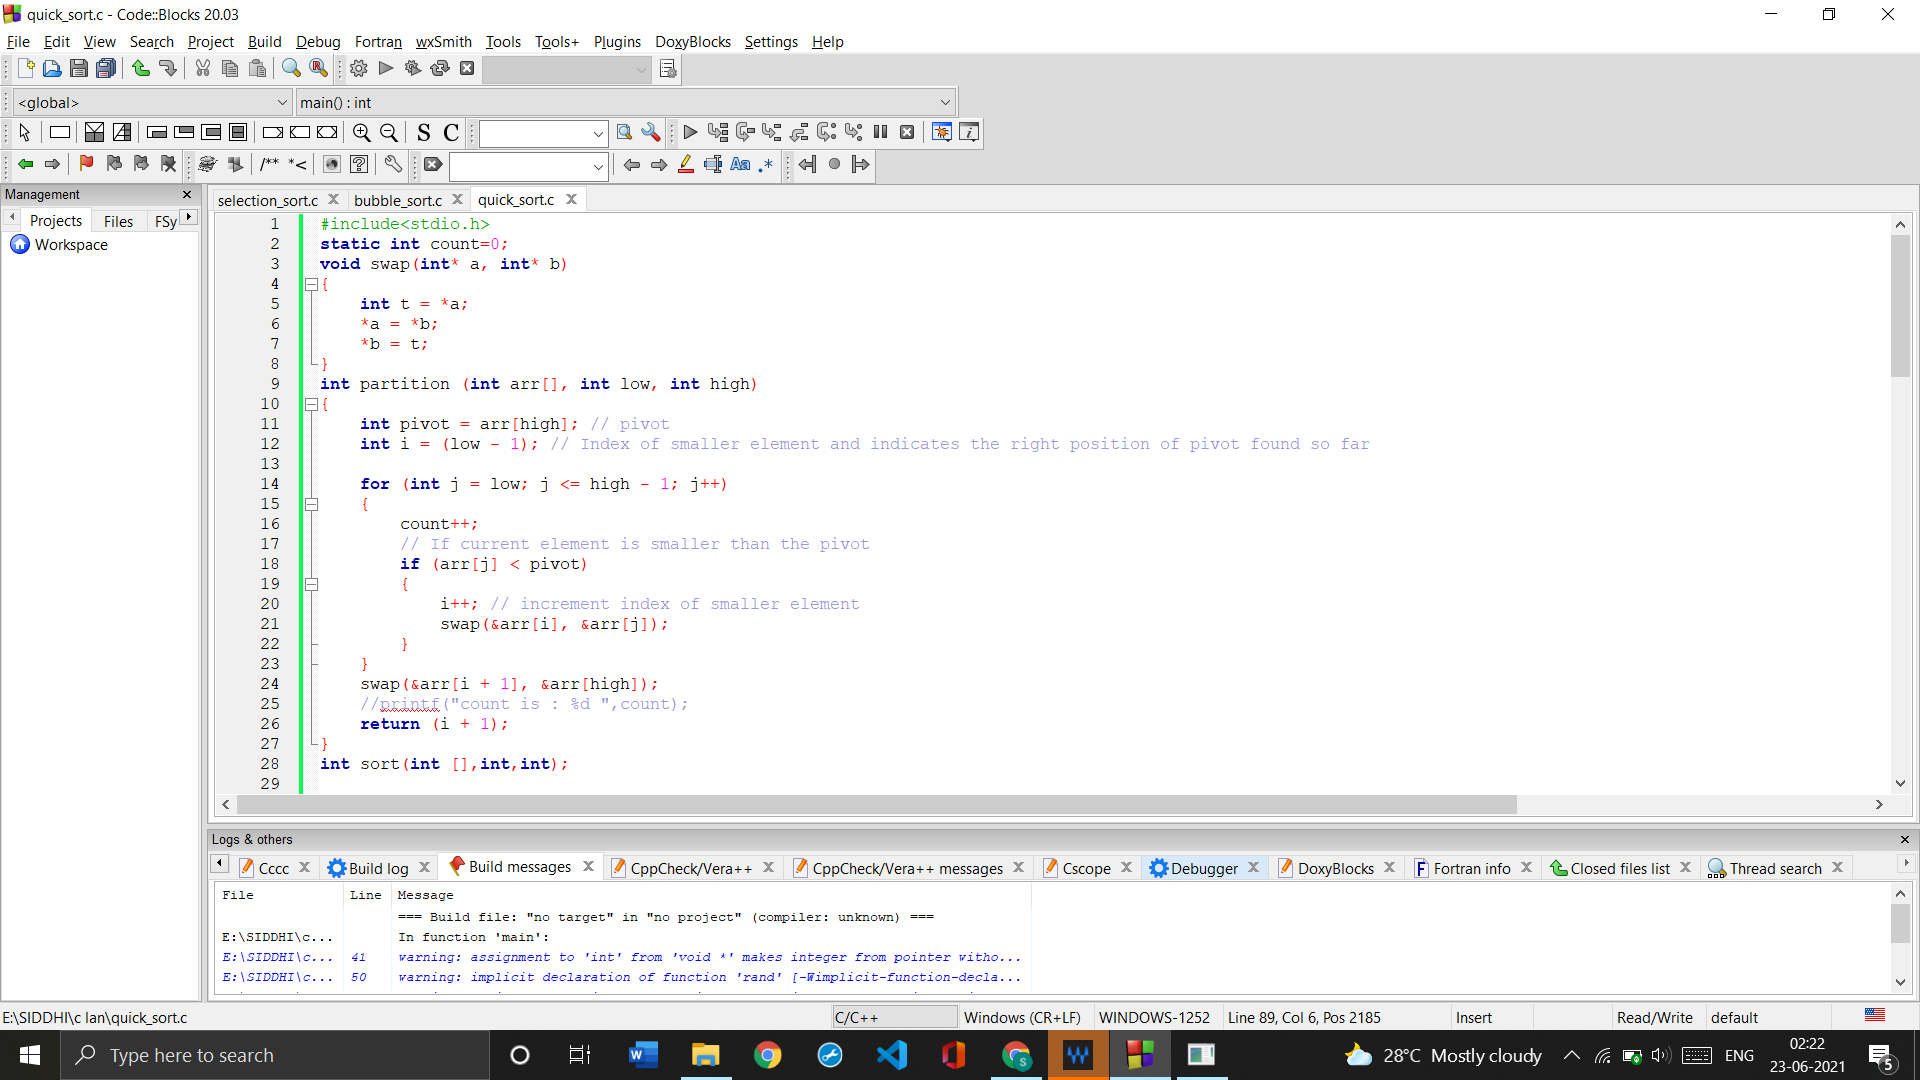 quick_sort.c - Code::Blocks 20.03
File Edit View Search Project Build Debug Fortran wxSmith Tools Tools+ Plugins DoxyBlocks Settings Help
<global> main() : int
S C
/** *<
Aa .*
Management
Projects Files FSy
Workspace
selection_sort.c bubble_sort.c quick_sort.c
1 #include<stdio.h>
2 static int count=0;
3 void swap(int* a, int* b)
4 {
5 int t = *a;
6 *a = *b;
7 *b = t;
8 }
9 int partition (int arr[], int low, int high)
10 {
11 int pivot = arr[high]; // pivot
12 int i = (low - 1); // Index of smaller element and indicates the right position of pivot found so far
13
14 for (int j = low; j <= high - 1; j++)
15 {
16 count++;
17 // If current element is smaller than the pivot
18 if (arr[j] < pivot)
19 {
20 i++; // increment index of smaller element
21 swap(&arr[i], &arr[j]);
22 }
23 }
24 swap(&arr[i + 1], &arr[high]);
25 //printf("count is : %d ",count);
26 return (i + 1);
27 }
28 int sort(int [],int,int);
29
Logs & others
Cccc Build log Build messages CppCheck/Vera++ CppCheck/Vera++ messages Cscope Debugger DoxyBlocks Fortran info Closed files list Thread search
File Line Message
=== Build file: "no target" in "no project" (compiler: unknown) ===
E:\SIDDHI\c... In function 'main':
E:\SIDDHI\c... 41 warning: assignment to 'int' from 'void *' makes integer from pointer witho...
E:\SIDDHI\c... 50 warning: implicit declaration of function 'rand' [-Wimplicit-function-decla...
E:\SIDDHI\c lan\quick_sort.c C/C++ Windows (CR+LF) WINDOWS-1252 Line 89, Col 6, Pos 2185 Insert Read/Write default
Type here to search 28°C Mostly cloudy ENG 02:22
23-06-2021 5